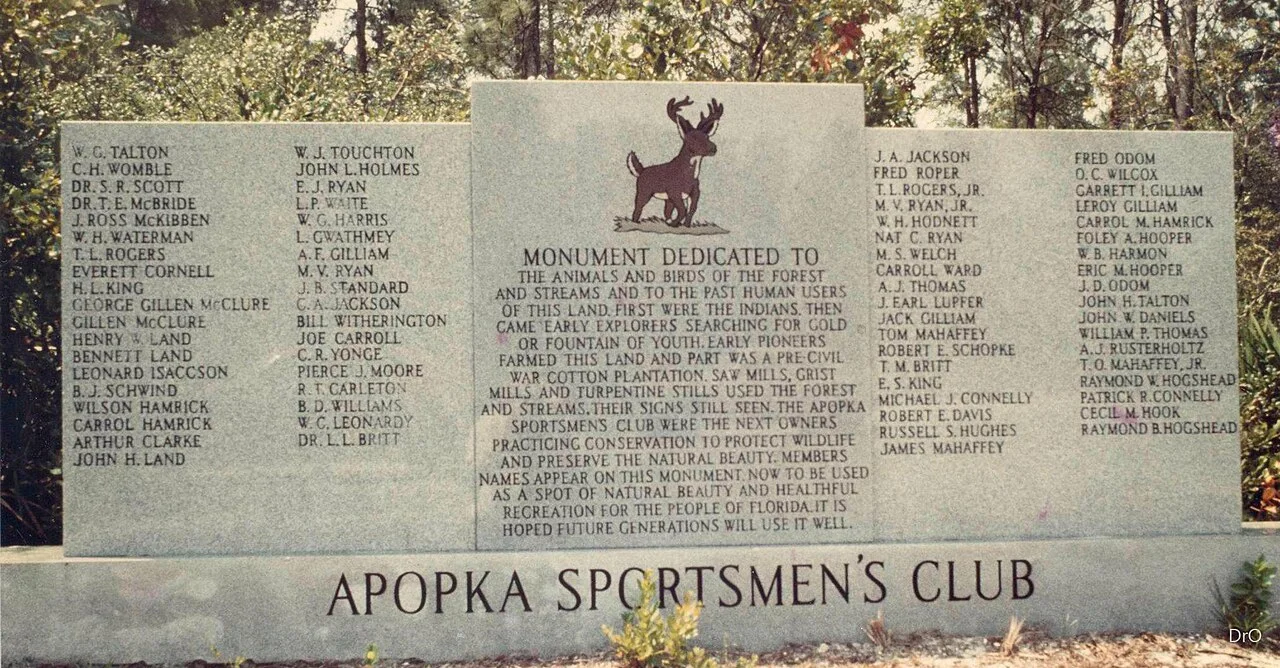 W. G. TALTON
C. H. WOMBLE
DR. S. R. SCOTT
DR. T. E. McBRIDE
J. ROSS McKIBBEN
W. H. WATERMAN
T. L. ROGERS
EVERETT CORNELL
H. L. KING
GEORGE GILLEN McCLURE
GILLEN McCLURE
HENRY W. LAND
BENNETT LAND
LEONARD ISACCSON
B. J. SCHWIND
WILSON HAMRICK
CARROL HAMRICK
ARTHUR CLARKE
JOHN H. LAND
W. J. TOUCHTON
JOHN L. HOLMES
E. J. RYAN
L. P. WAITE
W. G. HARRIS
L. GWATHMEY
A. F. GILLIAM
M. V. RYAN
J. B. STANDARD
C. A. JACKSON
BILL WITHERINGTON
JOE CARROLL
C. R. YONGE
PIERCE J. MOORE
R. T. CARLETON
B. D. WILLIAMS
W. C. LEONARDY
DR. L. L. BRITT
MONUMENT DEDICATED TO
THE ANIMALS AND BIRDS OF THE FOREST
AND STREAMS AND TO THE PAST HUMAN USERS
OF THIS LAND. FIRST WERE THE INDIANS. THEN
CAME EARLY EXPLORERS SEARCHING FOR GOLD
OR FOUNTAIN OF YOUTH. EARLY PIONEERS
FARMED THIS LAND AND PART WAS A PRE CIVIL
WAR COTTON PLANTATION. SAW MILLS, GRIST
MILLS AND TURPENTINE STILLS USED THE FOREST
AND STREAMS. THEIR SIGNS STILL SEEN. THE APOPKA
SPORTSMEN'S CLUB WERE THE NEXT OWNERS
PRACTICING CONSERVATION TO PROTECT WILDLIFE
AND PRESERVE THE NATURAL BEAUTY. MEMBERS
NAMES APPEAR ON THIS MONUMENT. NOW TO BE USED
AS A SPOT OF NATURAL BEAUTY AND HEALTHFUL
RECREATION FOR THE PEOPLE OF FLORIDA. IT IS
HOPED FUTURE GENERATIONS WILL USE IT WELL.
J. A. JACKSON
FRED ROPER
T. L. ROGERS, JR.
M. V. RYAN, JR.
W. H. HODNETT
NAT C. RYAN
M. S. WELCH
CARROLL WARD
A. J. THOMAS
J. EARL LUPFER
JACK GILLIAM
TOM MAHAFFEY
ROBERT E. SCHOPKE
T. M. BRITT
E. S. KING
MICHAEL J. CONNELLY
ROBERT E. DAVIS
RUSSELL S. HUGHES
JAMES MAHAFFEY
FRED ODOM
O. C. WILCOX
GARRETT I. GILLIAM
LEROY GILLIAM
CARROL M. HAMRICK
FOLEY A. HOOPER
W. B. HARMON
ERIC M. HOOPER
J. D. ODOM
JOHN H. TALTON
JOHN W. DANIELS
WILLIAM P. THOMAS
A. J. RUSTERHOLTZ
T. O. MAHAFFEY, JR.
RAYMOND W. HOGSHEAD
PATRICK R. CONNELLY
CECIL M. HOOK
RAYMOND B. HOGSHEAD
APOPKA SPORTSMEN'S CLUB
DrO